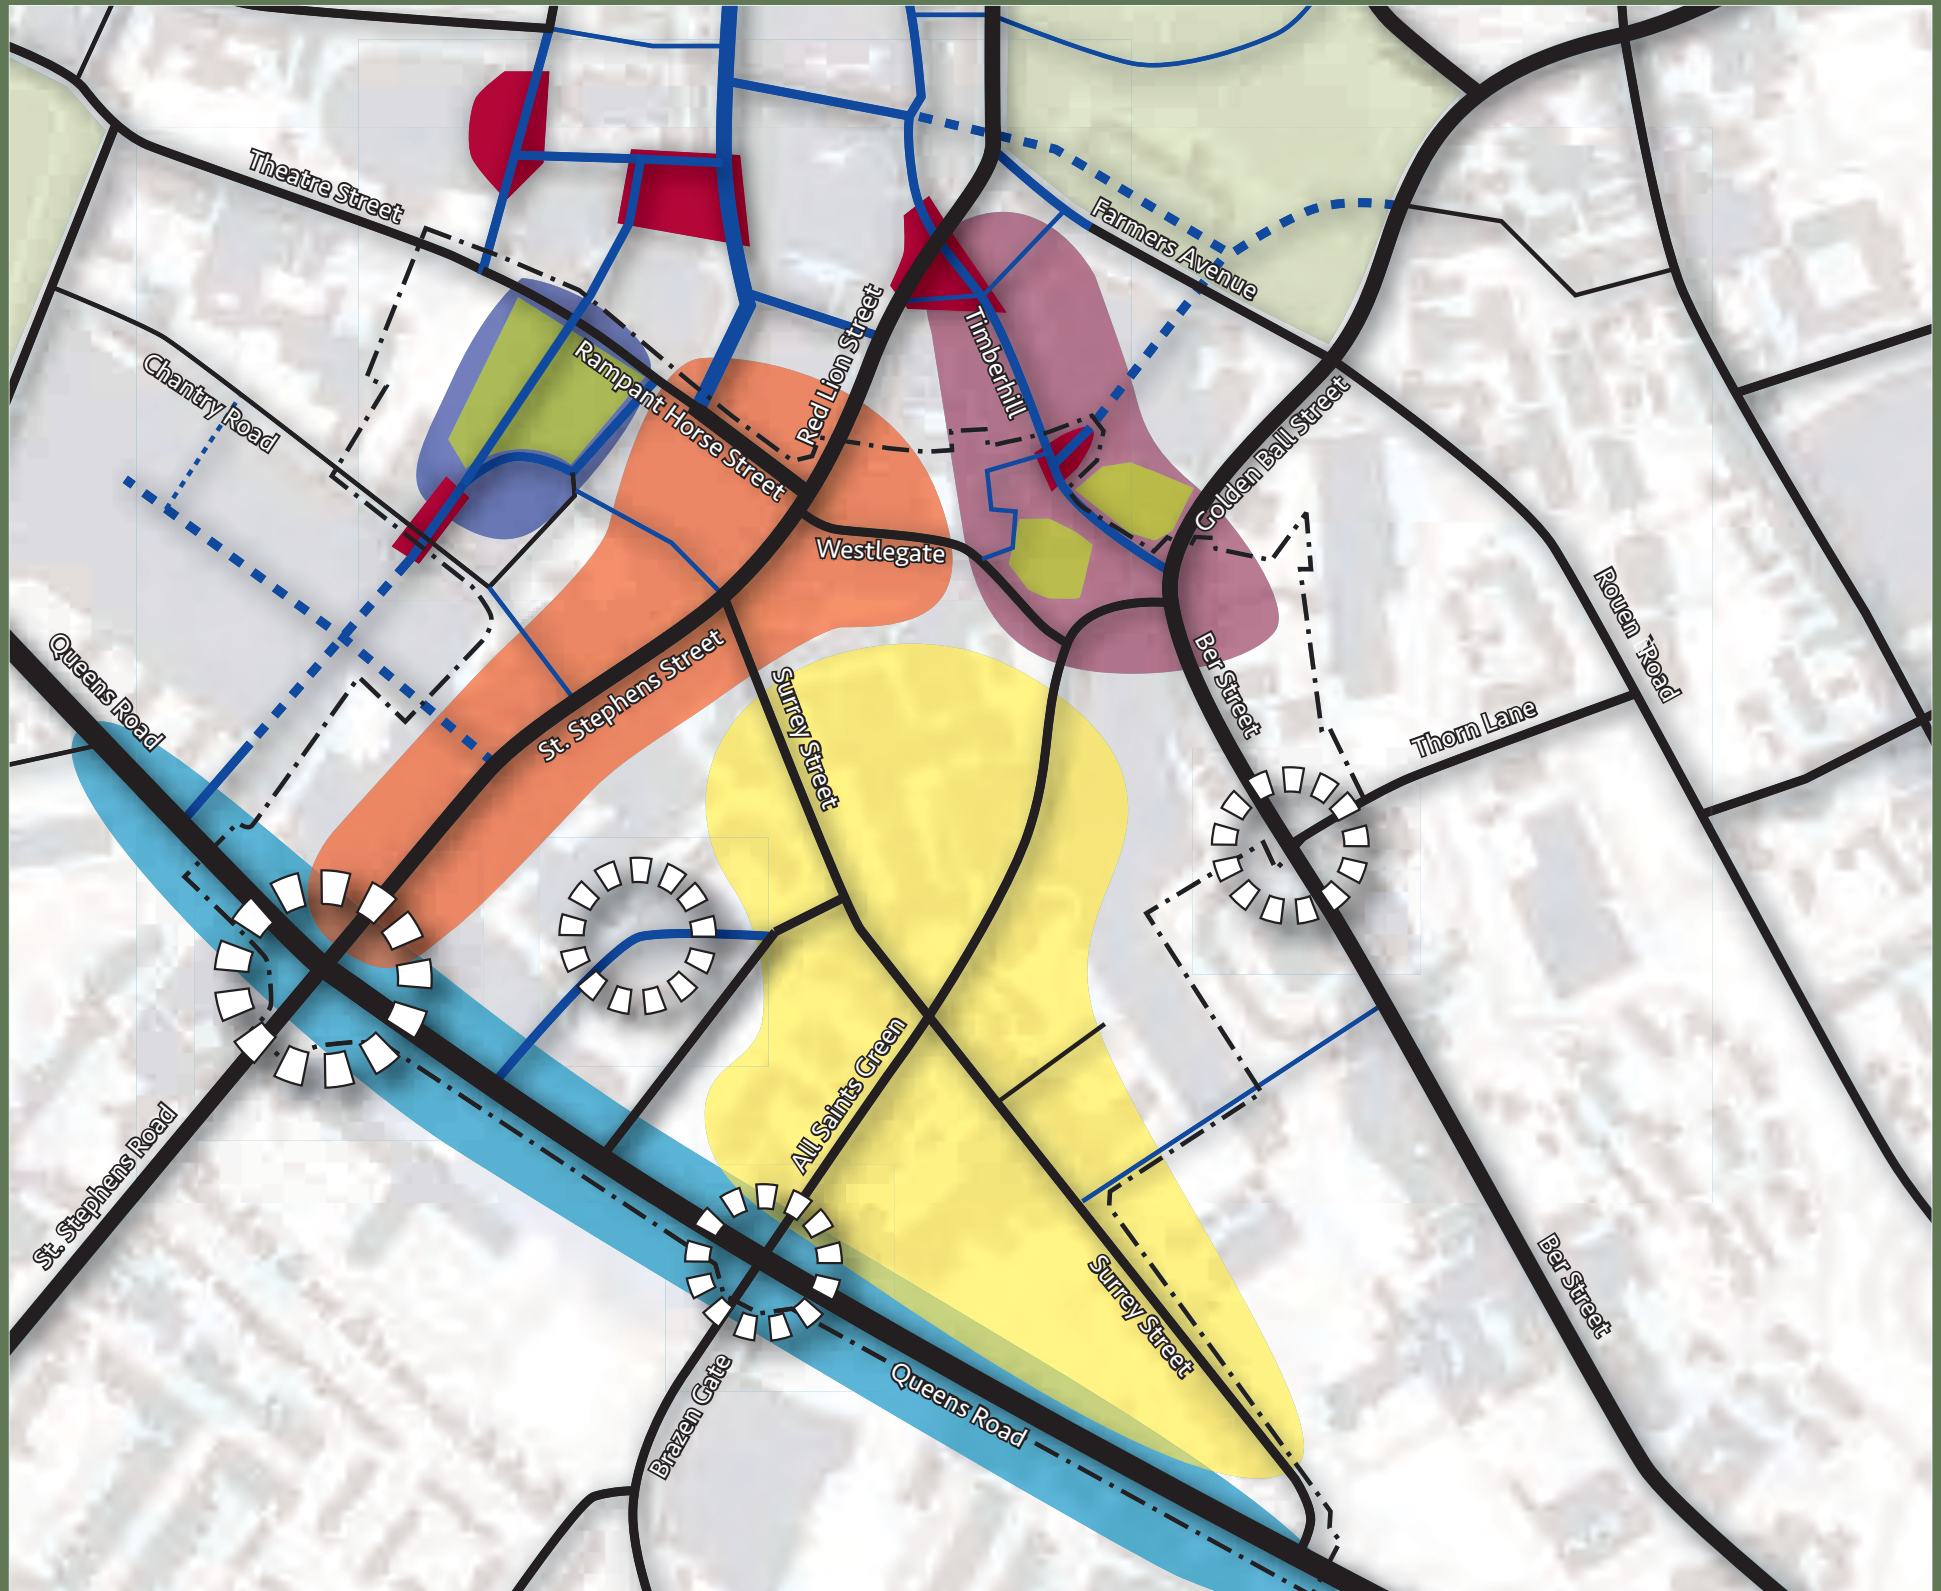 Theatre Street
Farmers Avenue
Red Lion Street
Timberhill
Rampant Horse Street
Chantry Road
Golden Ball Street
Westlegate
Rouen Road
Queens Road
St. Stephens Street
Surrey Street
Ber Street
Thorn Lane
All Saints Green
St. Stephens Road
Surrey Street
Ber Street
Brazen Gate
Queens Road